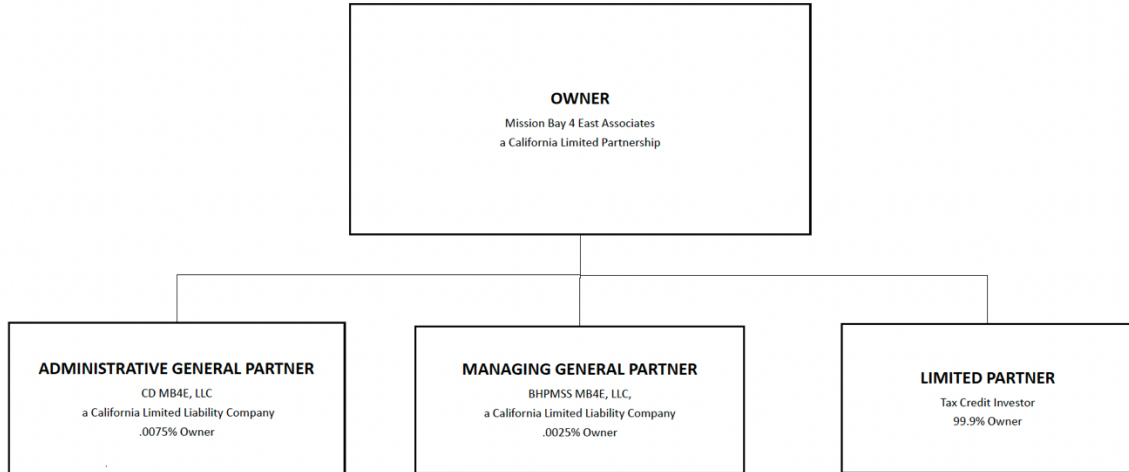 OWNER
Mission Bay 4 East Associates
a California Limited Partnership
ADMINISTRATIVE GENERAL PARTNER
CD MB4E, LLC
a California Limited Liability Company
.0075% Owner
MANAGING GENERAL PARTNER
BHPMSS MB4E, LLC,
a California Limited Liability Company
.0025% Owner
LIMITED PARTNER
Tax Credit Investor
99.9% Owner